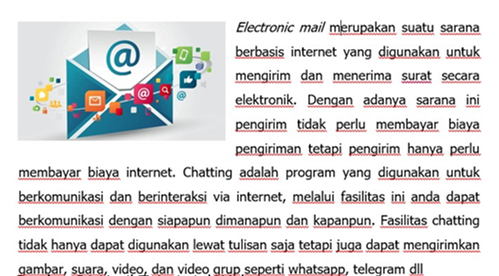 Electronic mail merupakan suatu sarana
berbasis internet yang digunakan untuk
mengirim dan menerima surat secara
elektronik. Dengan adanya sarana ini
pengirim tidak perlu membayar biaya
pengiriman tetapi pengirim hanya perlu
membayar biaya internet. Chatting adalah program yang digunakan untuk
berkomunikasi dan berinteraksi via internet, melalui fasilitas ini anda dapat
berkomunikasi dengan siapapun dimanapun dan kapanpun. Fasilitas chatting
tidak hanya dapat digunakan lewat tulisan saja tetapi juga dapat mengirimkan
gambar, suara, video, dan video grup seperti whatsapp, telegram dll